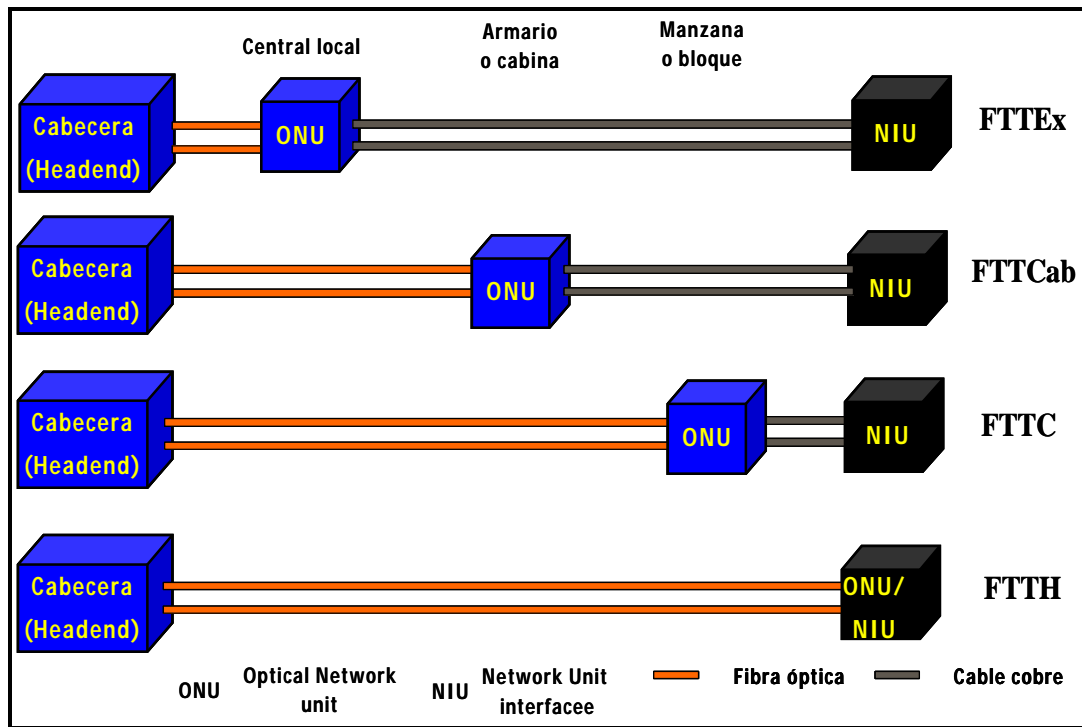 Central local
Armario
o cabina
Manzana
o bloque
Cabecera
(Headend)
ONU
NIU
FTTEx
Cabecera
(Headend)
ONU
NIU
FTTCab
Cabecera
(Headend)
ONU
NIU
FTTC
Cabecera
(Headend)
ONU/
NIU
FTTH
ONU
Optical Network
unit
NIU
Network Unit
interfacee
Fibra óptica
Cable cobre